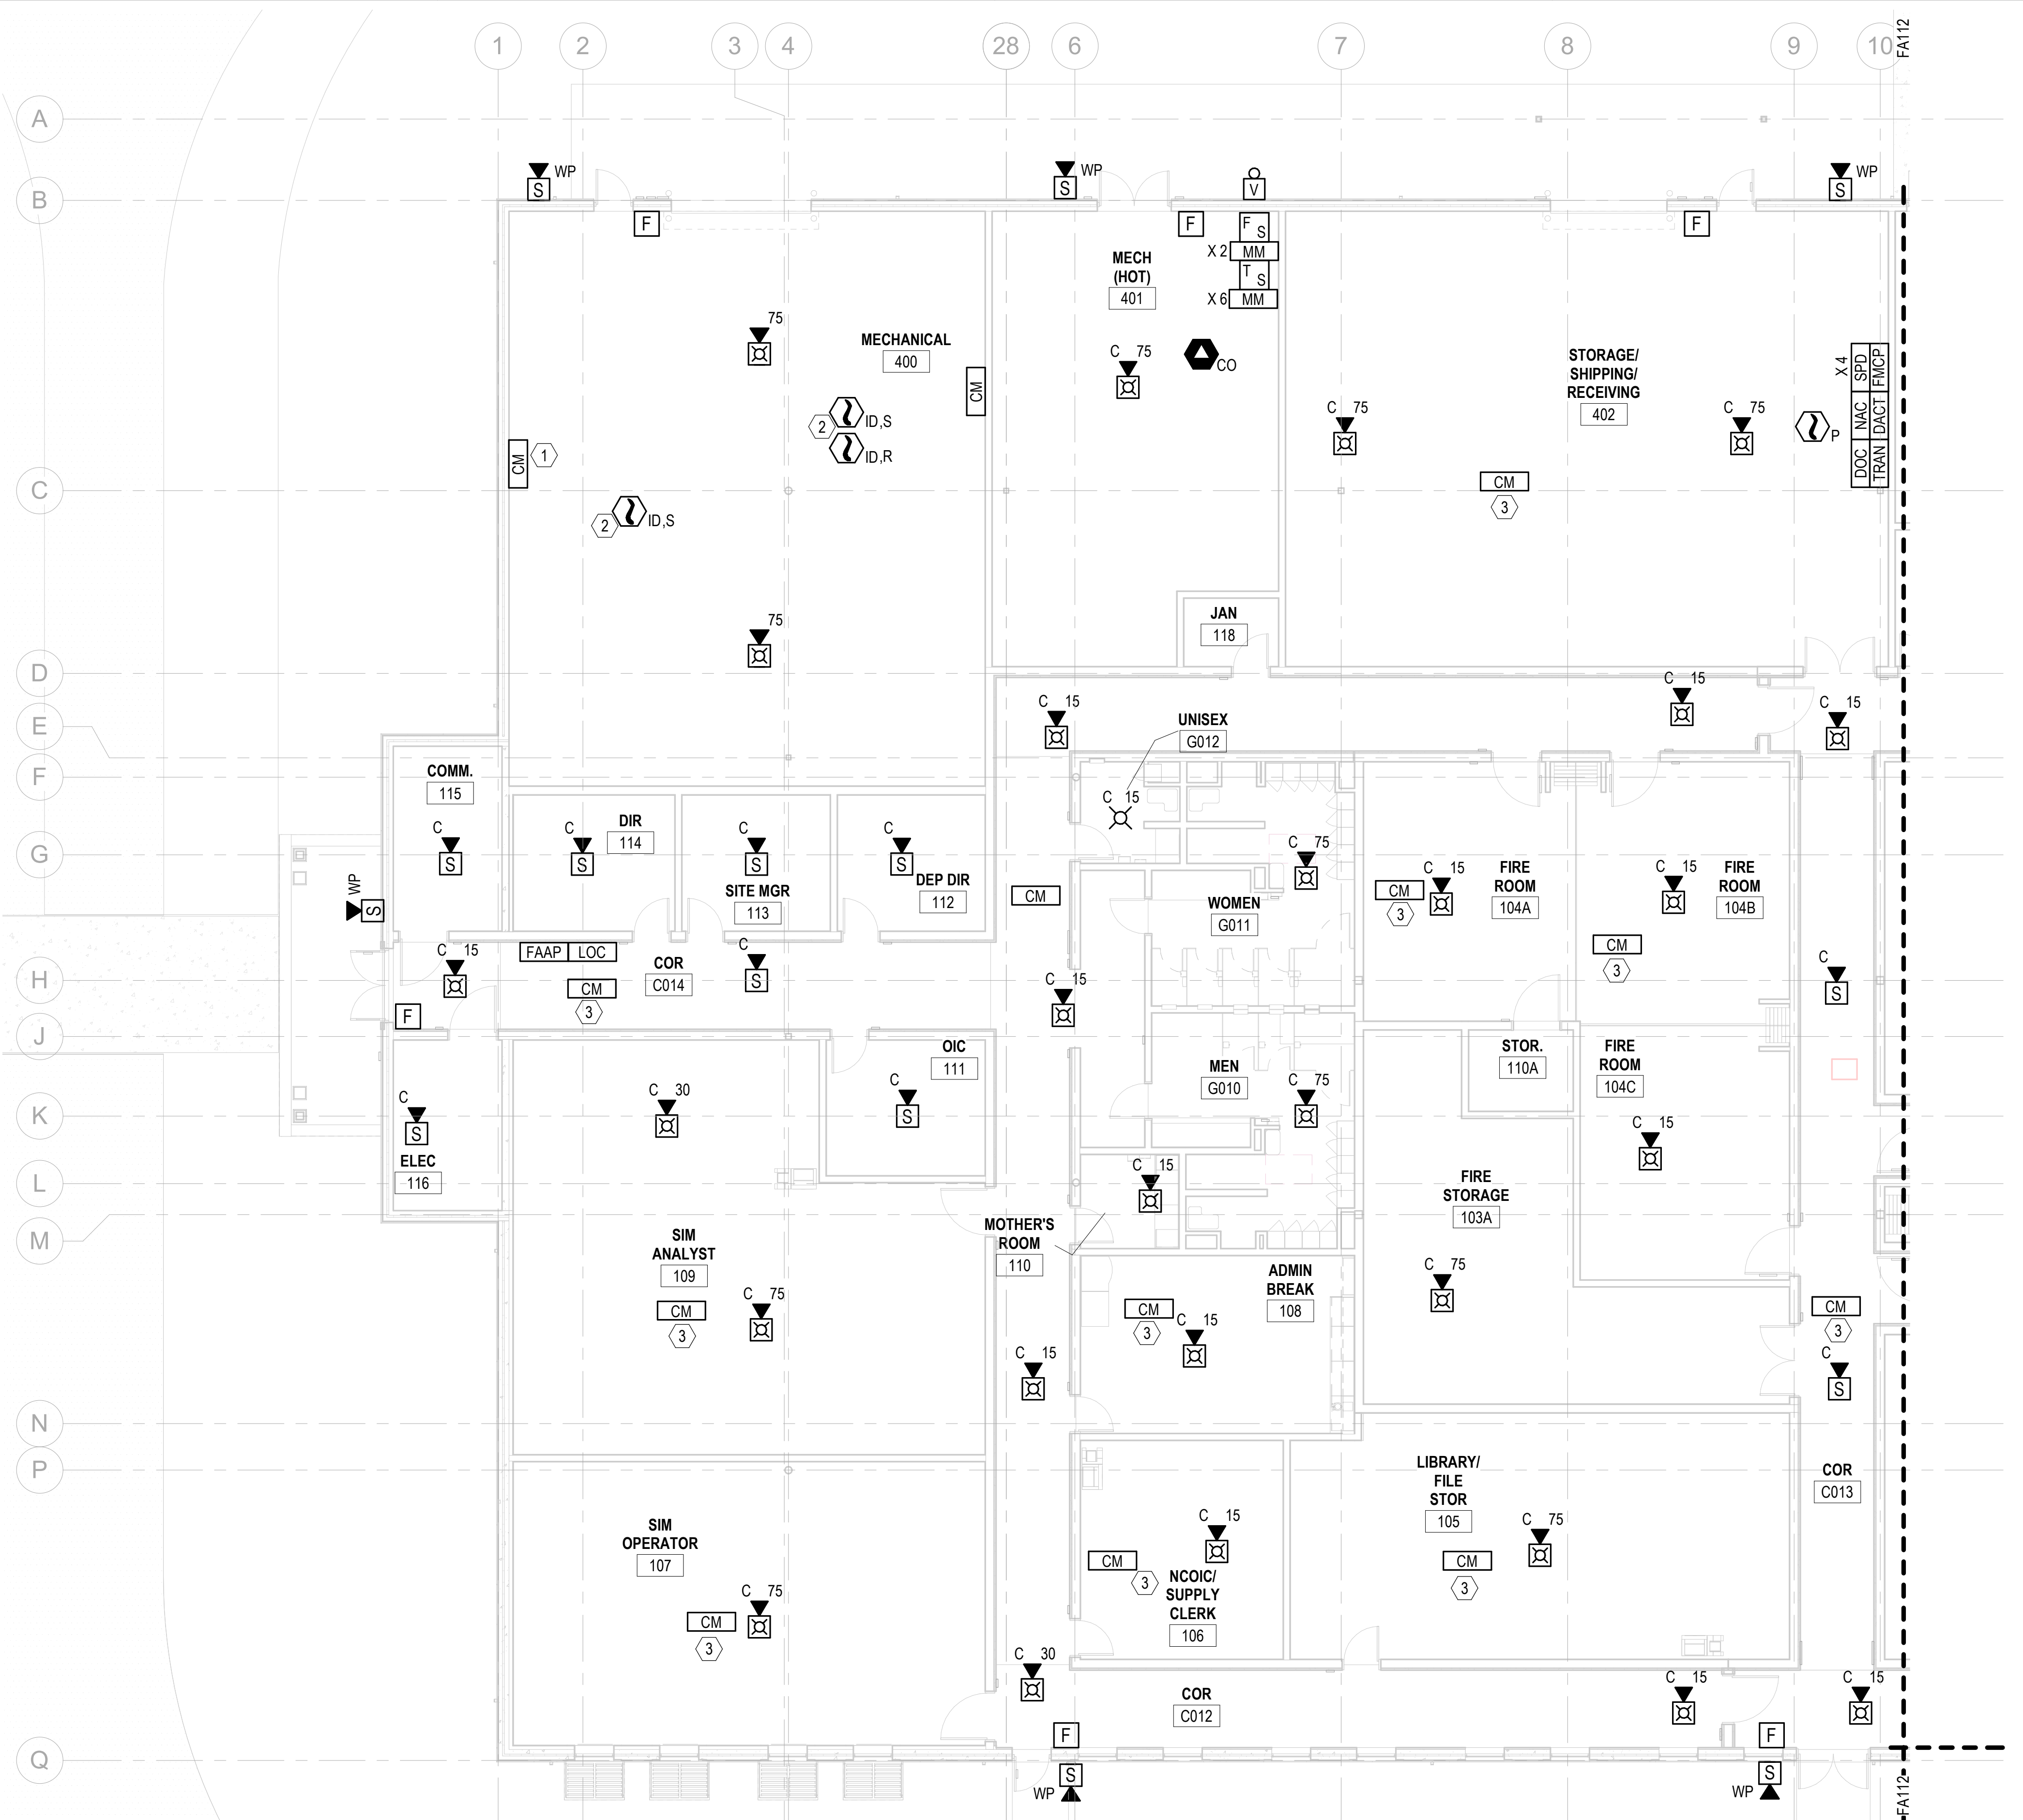 1 2 3 4 28 6 7 8 9 10
FA112
A
WP WP WP
S S V S
B
F F F
F
S
X 2 MM
T
S
X 6 MM
MECH
(HOT)
401
75
MECHANICAL
400
C 75
CO
CM
STORAGE/
SHIPPING/
RECEIVING
402
X 4
SPD FMCP
NAC DACT
DOC TRAN
C 75
C 75
P
2 ID,S
ID,R
CM 1
C
CM
3
2 ID,S
75
JAN
118
D
C 15
C 15
C 15
E
UNISEX
G012
F
COMM.
115
C 15
DIR
114
C
S
C
S
C
S
C
S
G
SITE MGR
113
DEP DIR
112
C 75
C 15
C 15
FIRE
ROOM
104A
FIRE
ROOM
104B
CM
CM
3
WOMEN
G011
WP
S
FAAP LOC
C 15
COR
C014
C
S
CM
3
CM
3
H
C
S
C 15
F
J
OIC
111
STOR.
110A
FIRE
ROOM
104C
MEN
G010
C 30
C
S
C 75
K
C
S
C 15
ELEC
116
C 15
L
FIRE
STORAGE
103A
M
MOTHER'S
ROOM
110
SIM
ANALYST
109
CM
3
C 75
ADMIN
BREAK
108
CM
3
C 15
C 75
CM
3
C
S
C 15
N
P
LIBRARY/
FILE
STOR
105
COR
C013
SIM
OPERATOR
107
C 15
C 75
CM
3
CM
3
NCOIC/
SUPPLY
CLERK
106
C 75
CM
3
C 30
C 15
C 15
COR
C012
F F
Q
S S
WP WP
FA112